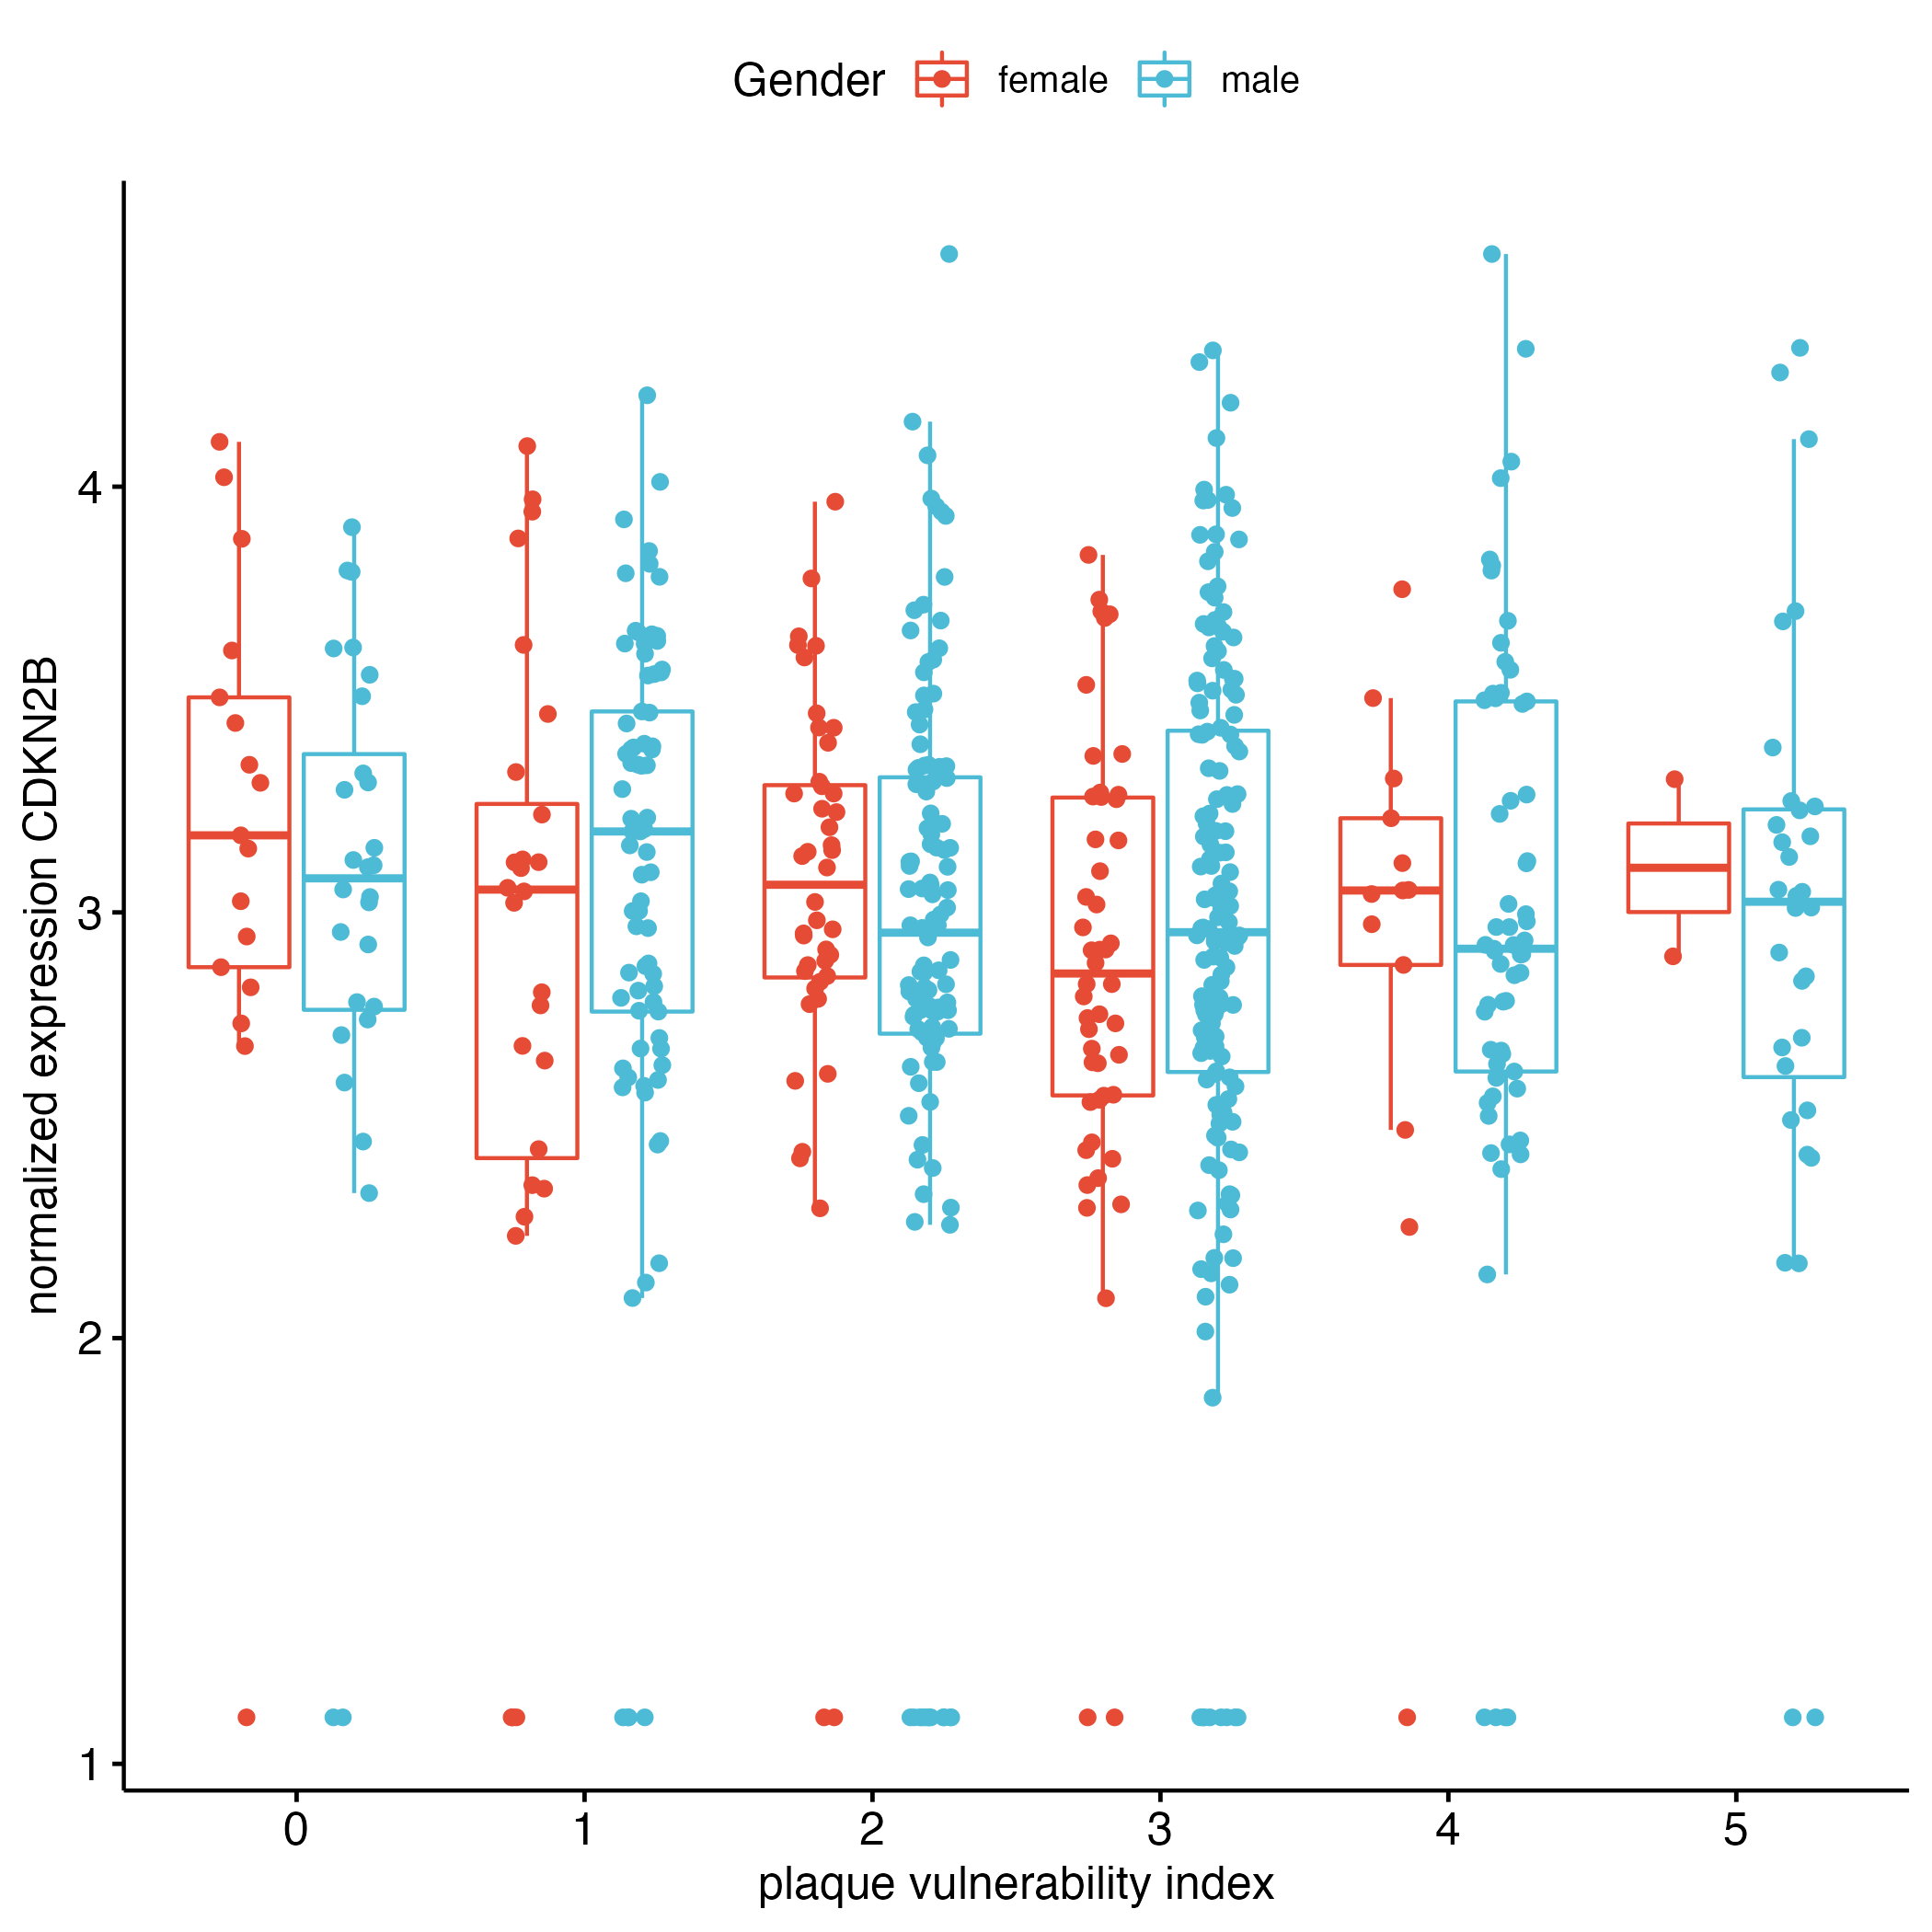 Gender female male
normalized expression CDKN2B
4
3
2
1
0 1 2 3 4 5
plaque vulnerability index